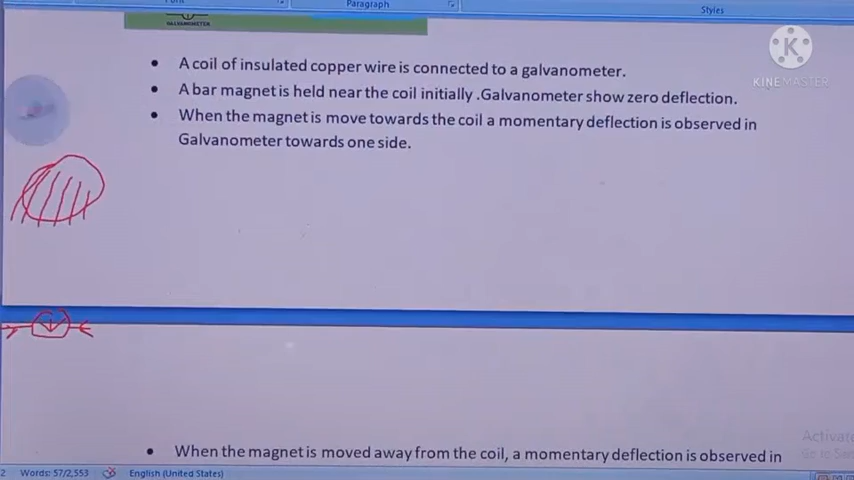 Paragraph
Styles
GALVANOMETER
KINEMASTER
• A coil of insulated copper wire is connected to a galvanometer.
• A bar magnet is held near the coil initially .Galvanometer show zero deflection.
• When the magnet is move towards the coil a momentary deflection is observed in
Galvanometer towards one side.
• When the magnet is moved away from the coil, a momentary deflection is observed in
2 Words: 57/2,553 English (United States)